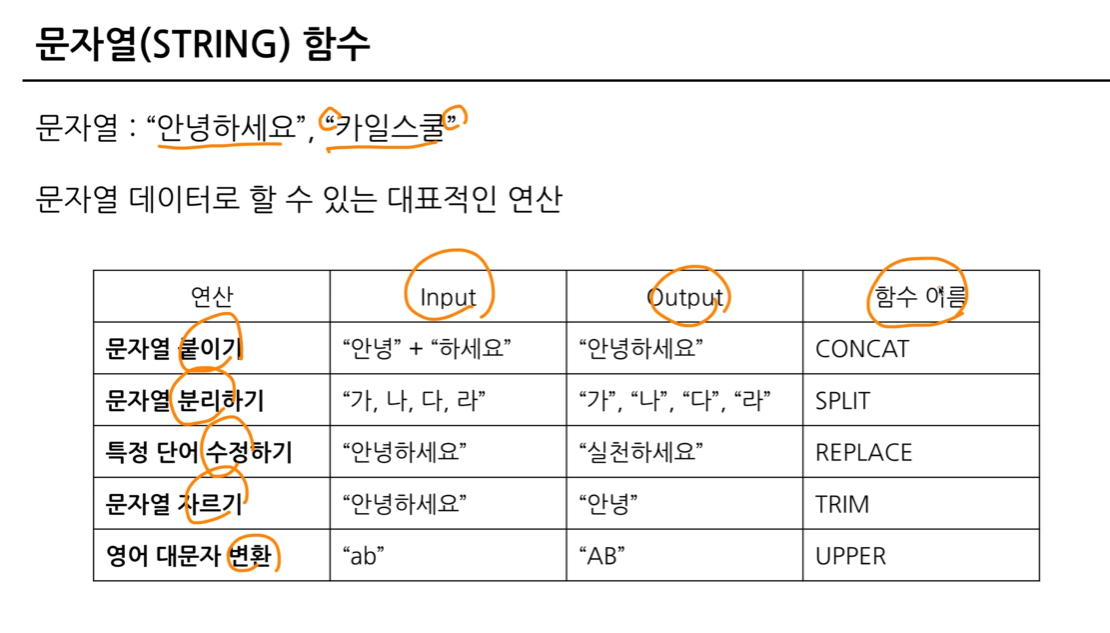 문자열(STRING) 함수
문자열 : “안녕하세요”, “카일스쿨”
문자열 데이터로 할 수 있는 대표적인 연산
연산 Input Output 함수 이름
문자열 붙이기 “안녕” + “하세요” “안녕하세요” CONCAT
문자열 분리하기 “가, 나, 다, 라” “가”, “나”, “다”, “라” SPLIT
특정 단어 수정하기 “안녕하세요” “실천하세요” REPLACE
문자열 자르기 “안녕하세요” “안녕” TRIM
영어 대문자 변환 “ab” “AB” UPPER